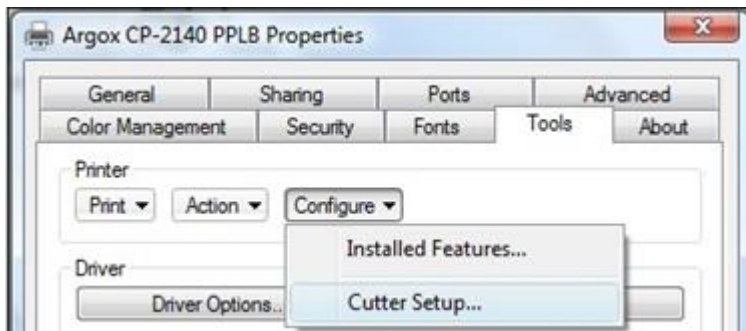 Argox CP-2140 PPLB Properties
General Sharing Ports Advanced
Color Management Security Fonts Tools About
Printer
Print Action Configure
Installed Features...
Driver
Driver Options.. Cutter Setup...